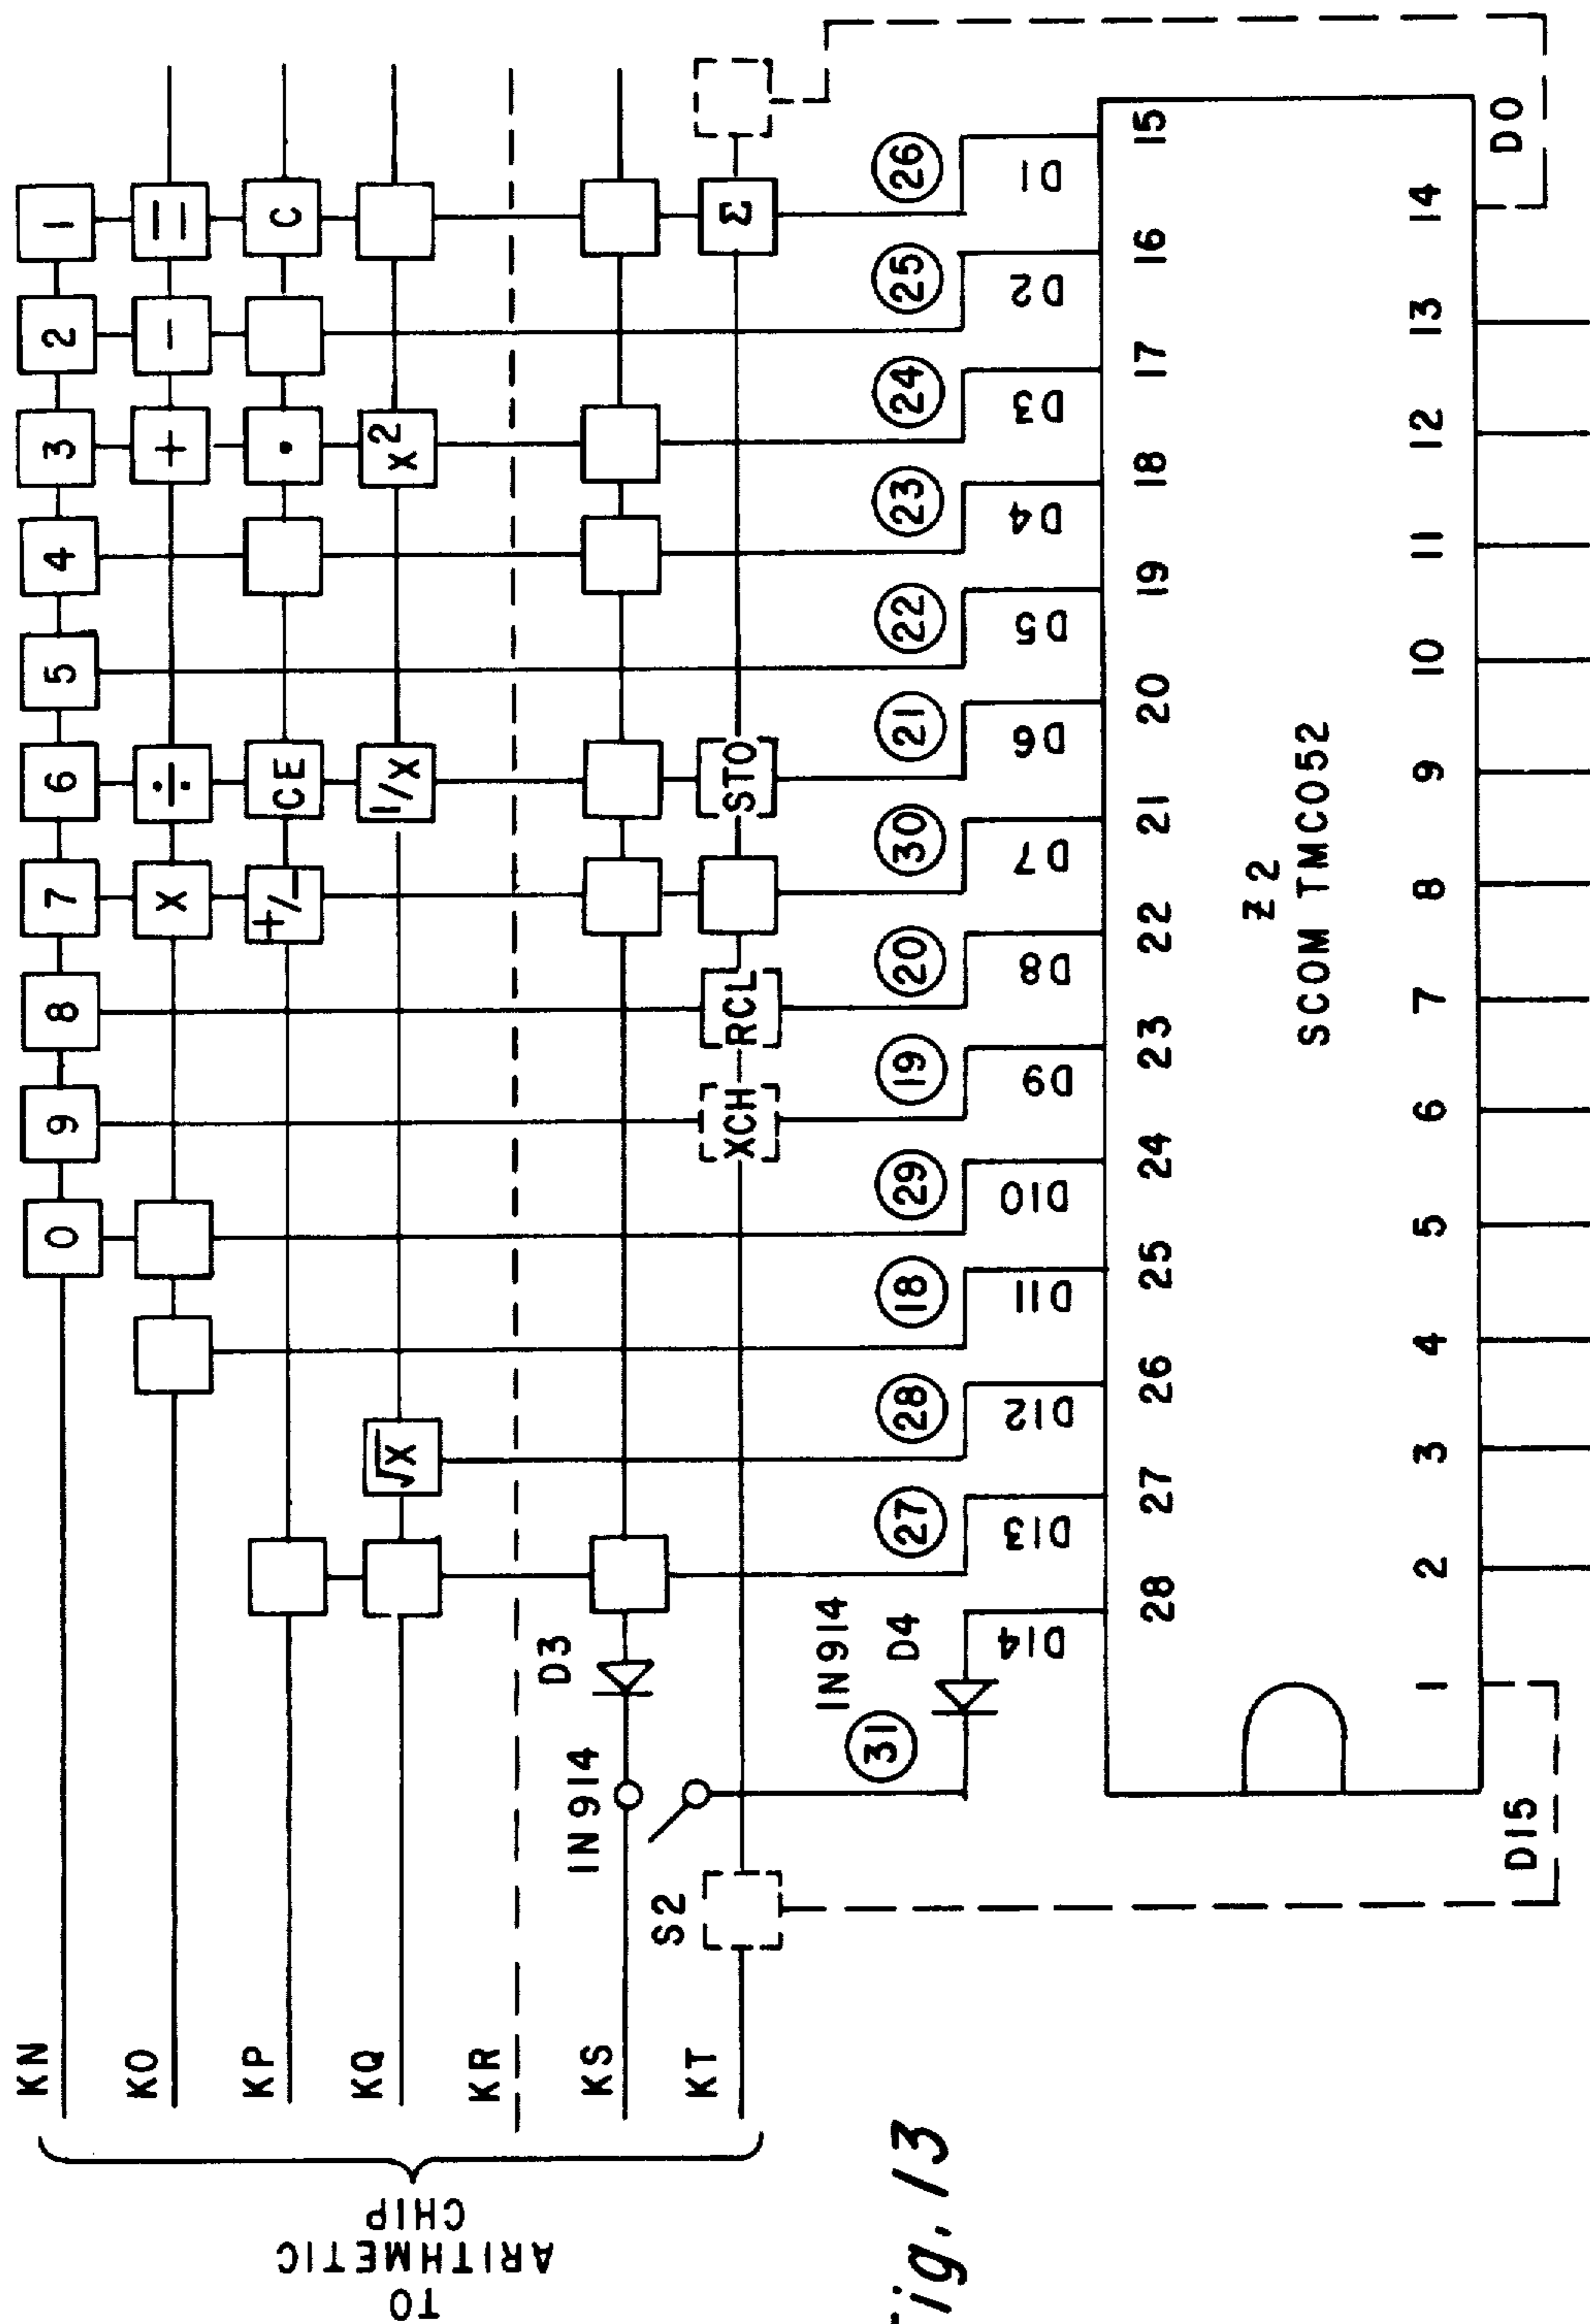 KN 0 9 8 7 6 5 4 3 2 1
KO X ÷ + − =
KP +/− CE • C
KQ √X 1/X X²
KR
KS IN914 D3
KT S2 XCH RCL STO Σ
TO
ARITHMETIC
CHIP
31 27 28 18 29 19 20 30 21 22 23 24 25 26
IN914
D4
D14 D13 D12 D11 D10 D9 D8 D7 D6 D5 D4 D3 D2 D1
28 27 26 25 24 23 22 21 20 19 18 17 16 15
Z2
SCOM TMC052
1 2 3 4 5 6 7 8 9 10 11 12 13 14
D15 D0
Fig. 13